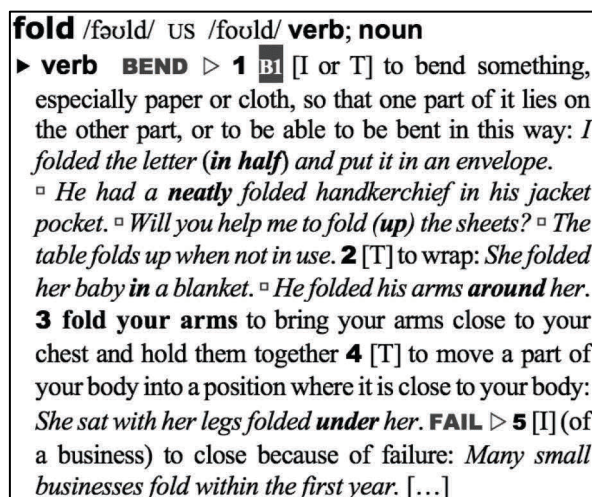 fold /fəʊld/ US /foʊld/ verb; noun
▶ verb BEND ▷ 1 B1 [I or T] to bend something,
especially paper or cloth, so that one part of it lies on
the other part, or to be able to be bent in this way: I
folded the letter (in half) and put it in an envelope.
▫ He had a neatly folded handkerchief in his jacket
pocket. ▫ Will you help me to fold (up) the sheets? ▫ The
table folds up when not in use. 2 [T] to wrap: She folded
her baby in a blanket. ▫ He folded his arms around her.
3 fold your arms to bring your arms close to your
chest and hold them together 4 [T] to move a part of
your body into a position where it is close to your body:
She sat with her legs folded under her. FAIL ▷ 5 [I] (of
a business) to close because of failure: Many small
businesses fold within the first year. […]